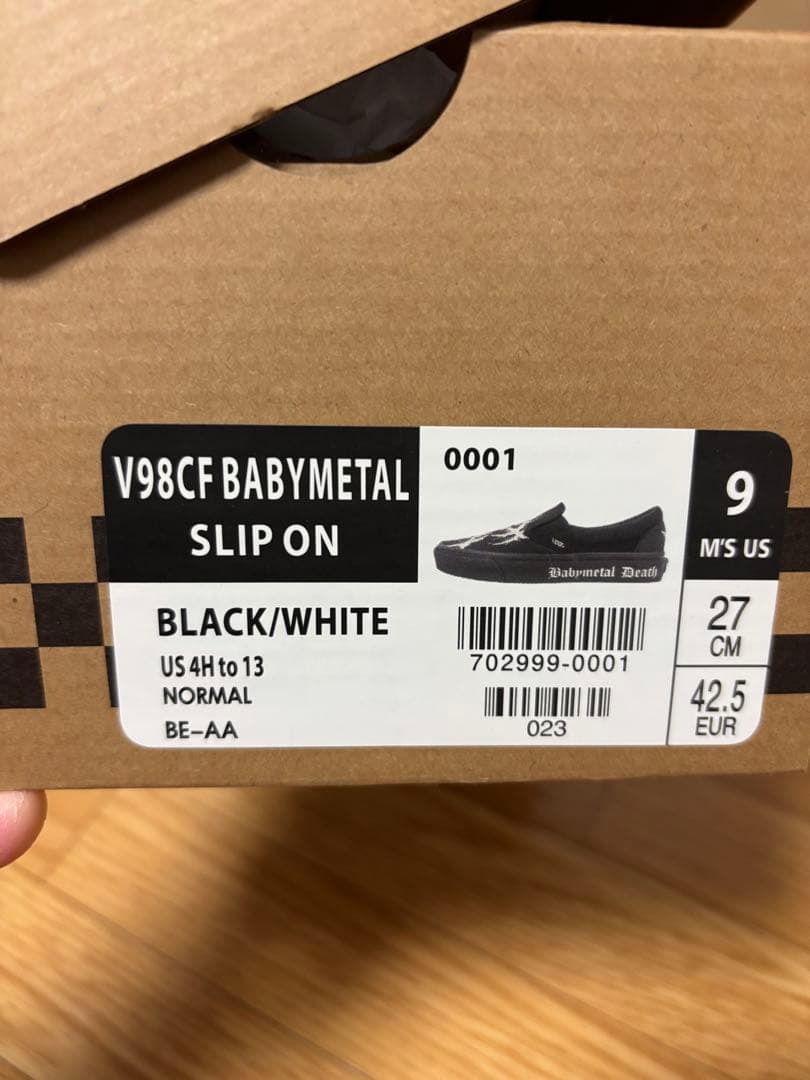 V98CF BABYMETAL
SLIP ON
0001
Babymetal Death
9
M'S US
BLACK/WHITE
US 4H to 13
NORMAL
BE-AA
702999-0001
023
27
CM
42.5
EUR